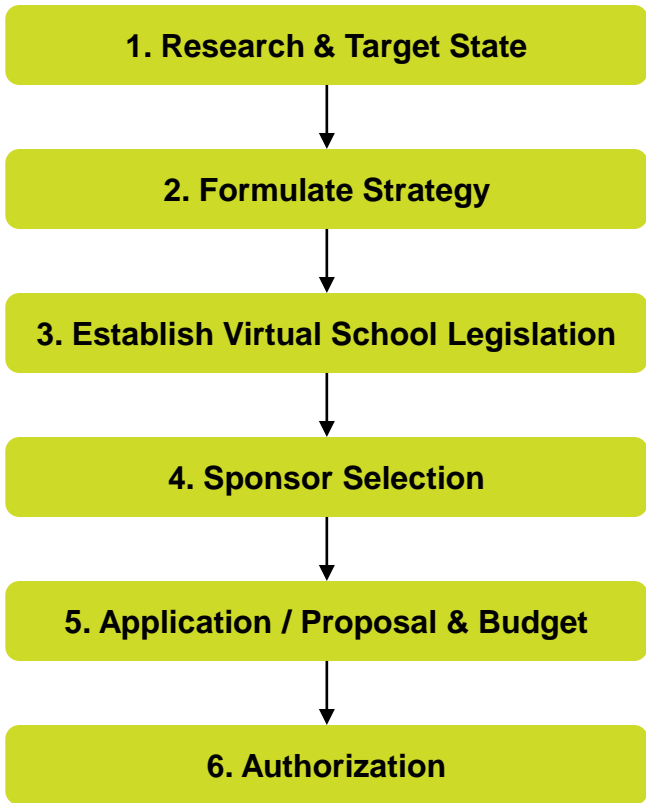 1. Research & Target State
2. Formulate Strategy
3. Establish Virtual School Legislation
4. Sponsor Selection
5. Application / Proposal & Budget
6. Authorization